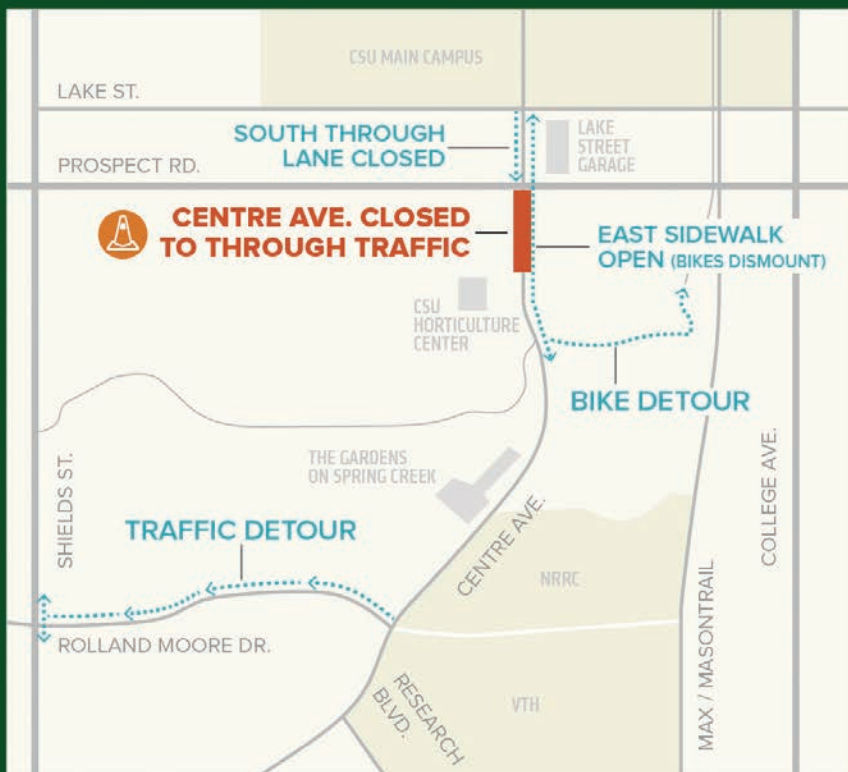 CSU MAIN CAMPUS
LAKE ST.
SOUTH THROUGH
LANE CLOSED
LAKE
STREET
GARAGE
PROSPECT RD.
CENTRE AVE. CLOSED
TO THROUGH TRAFFIC
EAST SIDEWALK
OPEN (BIKES DISMOUNT)
CSU
HORTICULTURE
CENTER
BIKE DETOUR
THE GARDENS
ON SPRING CREEK
SHIELDS ST.
COLLEGE AVE.
TRAFFIC DETOUR
CENTRE AVE.
NRRC
ROLLAND MOORE DR.
MAX / MASONTRAIL
RESEARCH
BLVD.
VTH